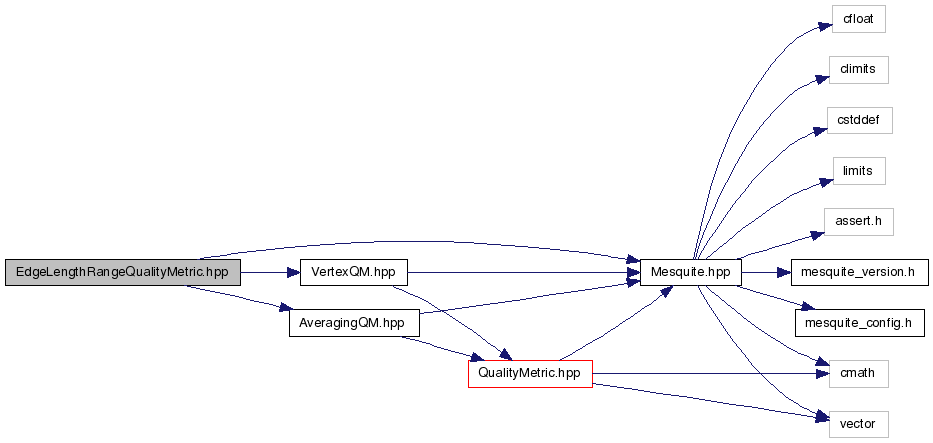 cfloat
climits
cstddef
limits
assert.h
EdgeLengthRangeQualityMetric.hpp
VertexQM.hpp
Mesquite.hpp
mesquite_version.h
AveragingQM.hpp
mesquite_config.h
QualityMetric.hpp
cmath
vector